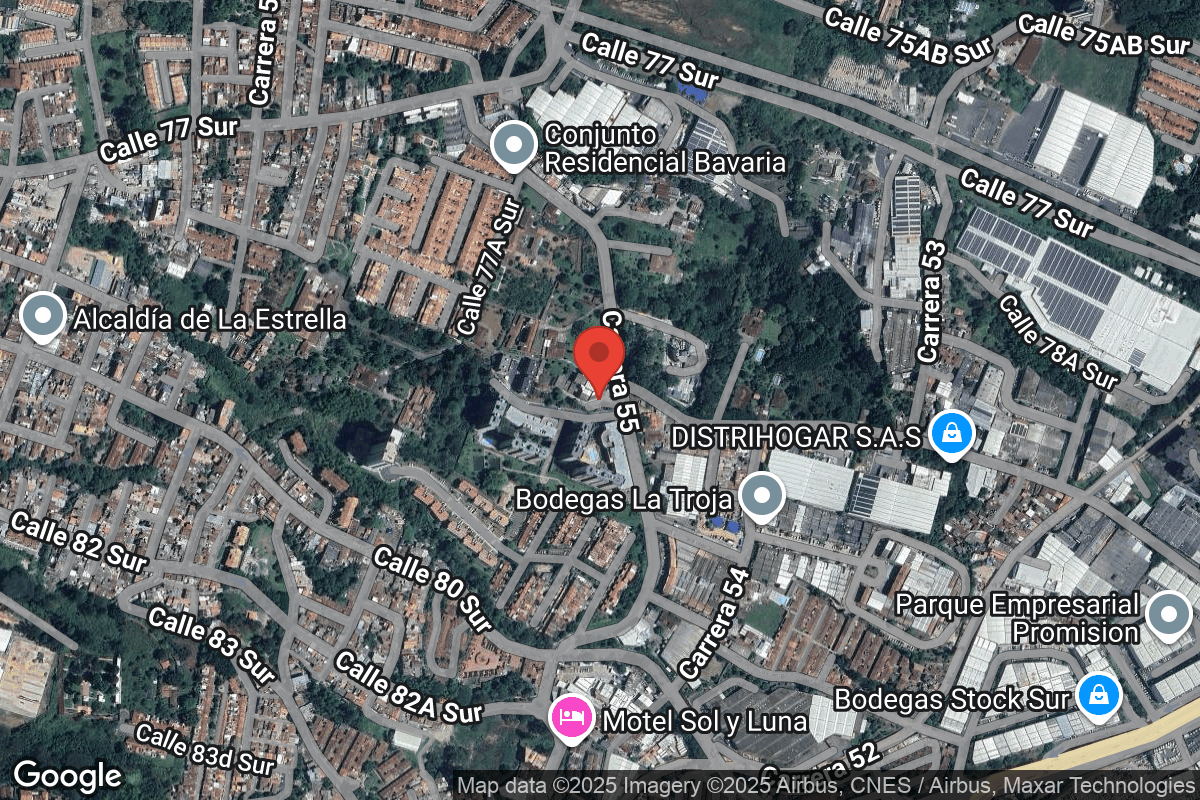 Carrera 5
Calle 75AB Sur
Calle 75AB Sur
Calle 77 Sur
Calle 77 Sur
Conjunto
Residencial Bavaria
Calle 77 Sur
Calle 77A Sur
Carrera 53
Calle 78A Sur
Alcaldía de La Estrella
Carrera 55
DISTRIHOGAR S.A.S
Bodegas La Troja
Calle 82 Sur
Calle 80 Sur
Carrera 54
Parque Empresarial
Promision
Calle 83 Sur
Calle 82A Sur
Bodegas Stock Sur
Motel Sol y Luna
Calle 83d Sur
Carrera 52
Google
Map data ©2025 Imagery ©2025 Airbus, CNES / Airbus, Maxar Technologies